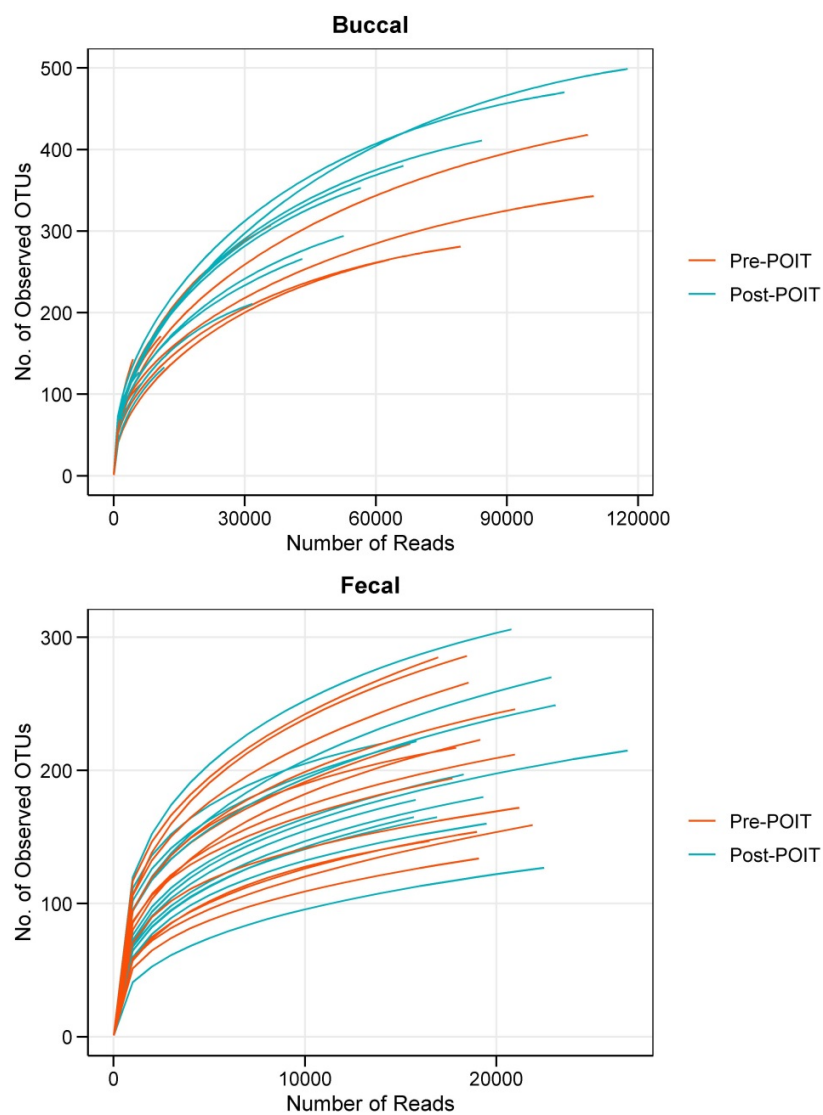 Buccal
No. of Observed OTUs
500
400
300
200
100
0
0 30000 60000 90000 120000
Number of Reads
Pre-POIT
Post-POIT
Fecal
No. of Observed OTUs
300
200
100
0
0 10000 20000
Number of Reads
Pre-POIT
Post-POIT